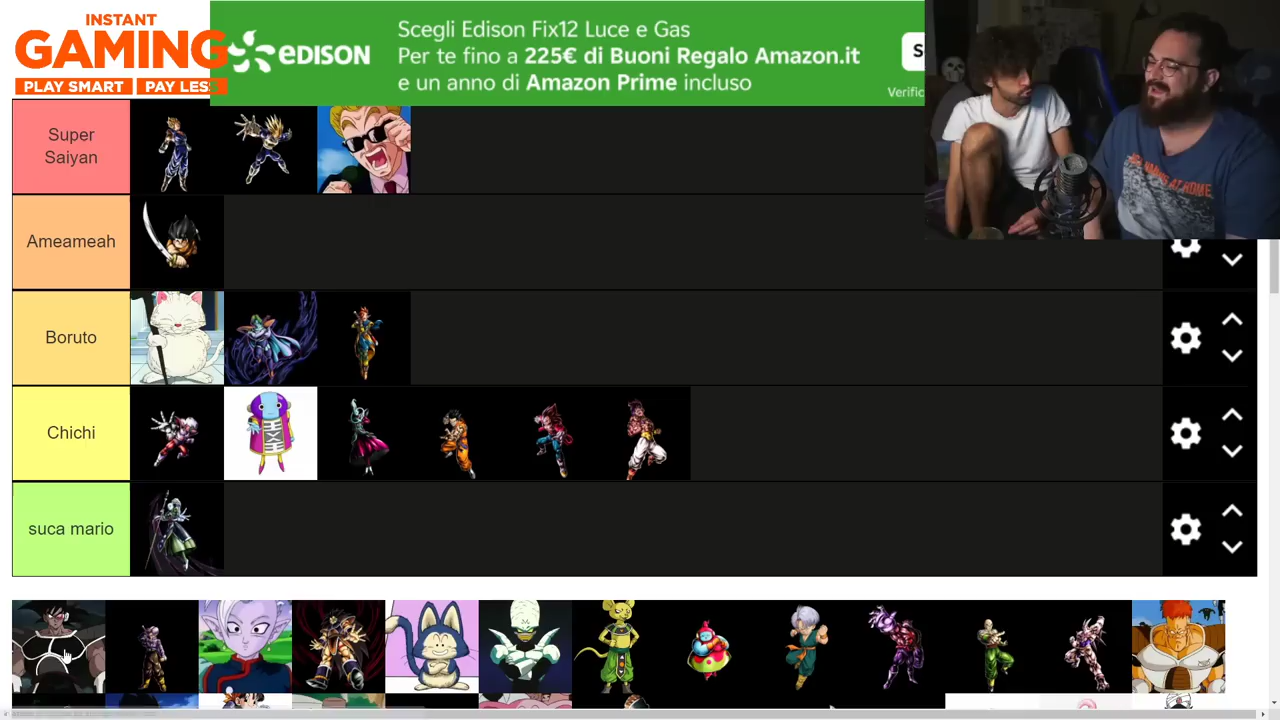 INSTANT
GAMING
PLAY SMART PAY LESS
EDISON
Scegli Edison Fix12 Luce e Gas
Per te fino a 225€ di Buoni Regalo Amazon.it
e un anno di Amazon Prime incluso
Super
Saiyan
Ameameah
Boruto
Chichi
suca mario